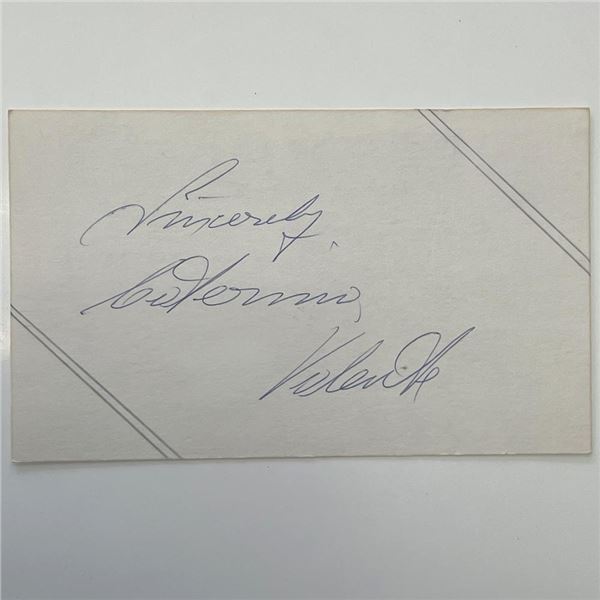 Sincerely,
Caterina
Valente